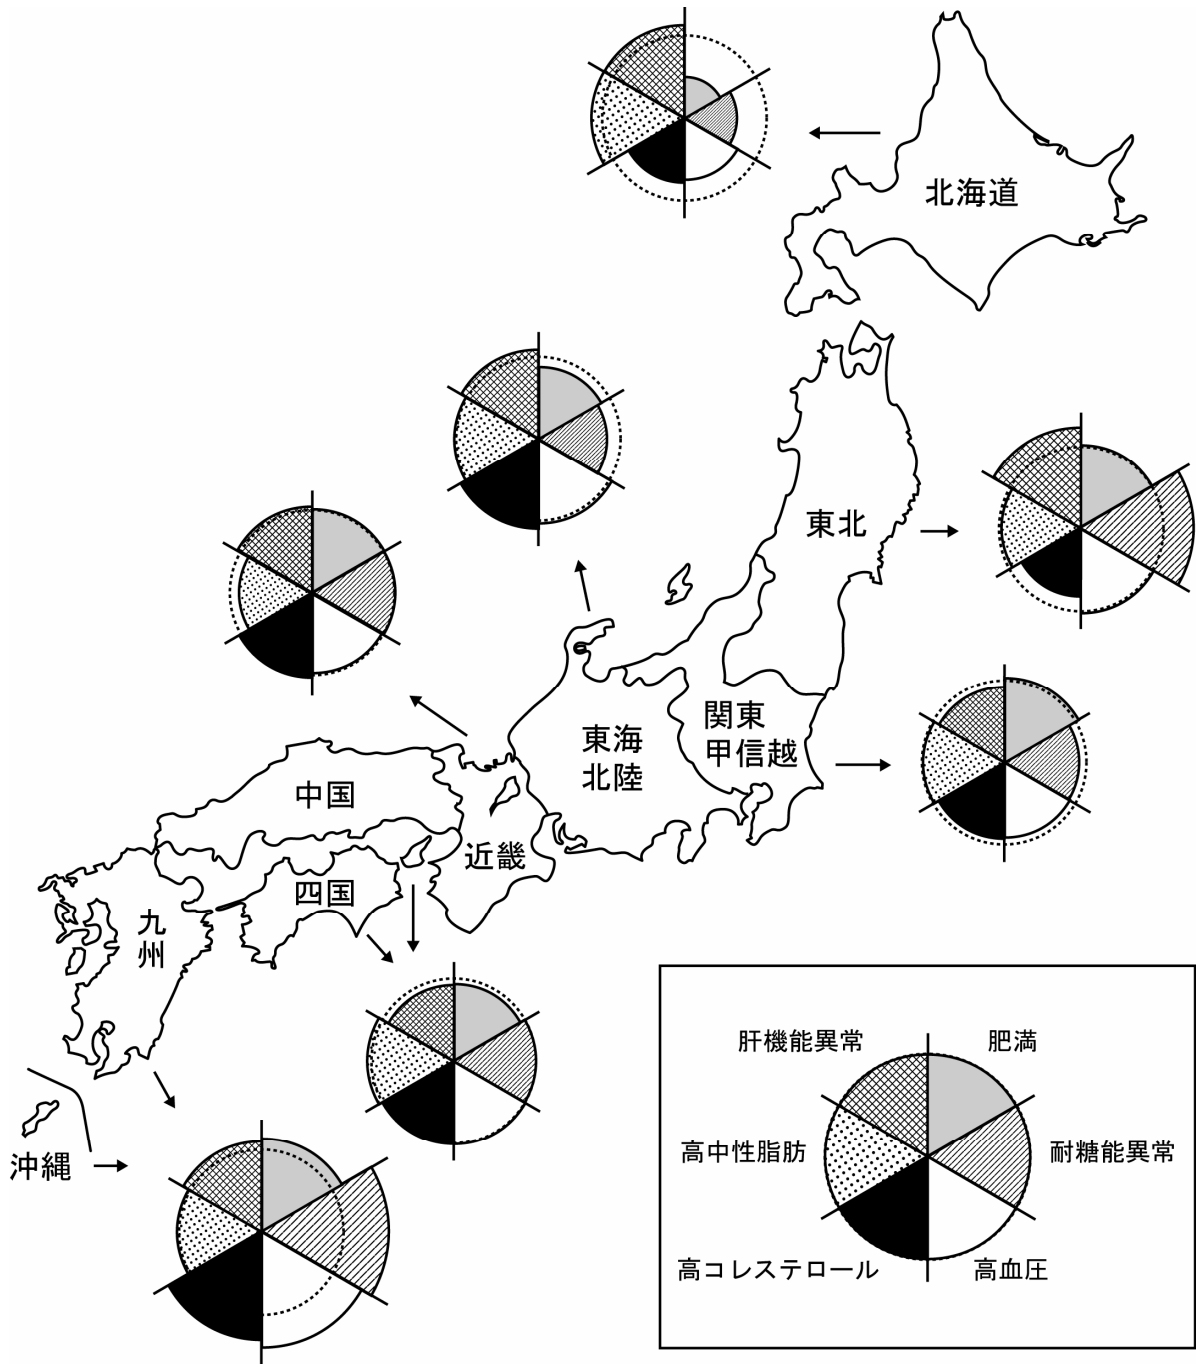 北海道
東北
関東
甲信越
東海
北陸
中国
近畿
四国
九
州
沖縄
肝機能異常
肥満
高中性脂肪
耐糖能異常
高コレステロール
高血圧